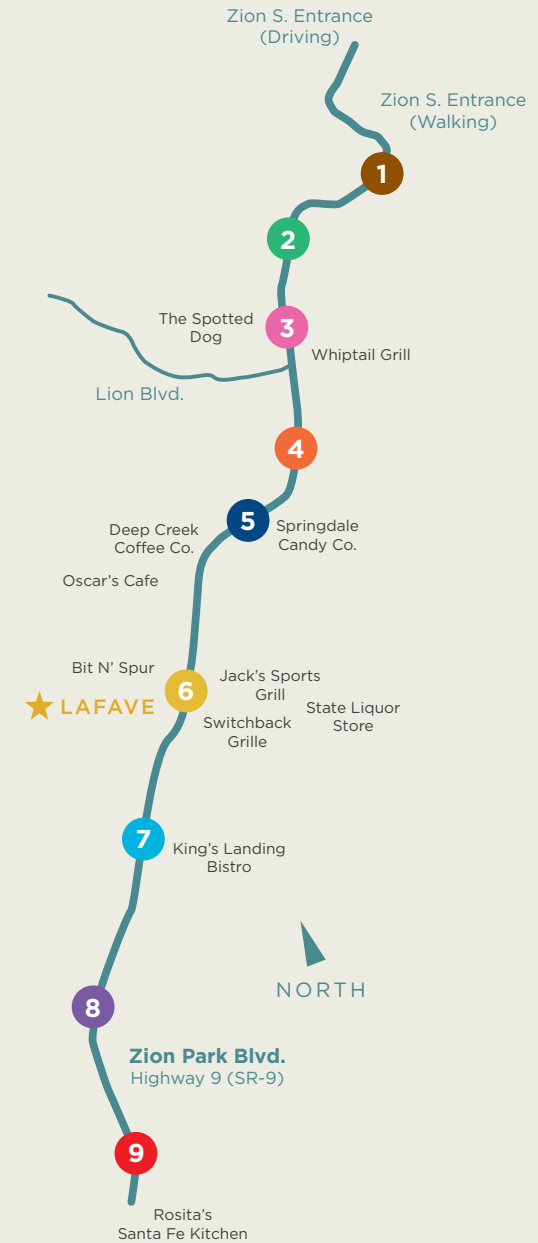 Zion S. Entrance
(Driving)
Zion S. Entrance
(Walking)
1
2
3
The Spotted
Dog
Whiptail Grill
Lion Blvd.
4
5
Deep Creek
Coffee Co.
Springdale
Candy Co.
Oscar's Cafe
Bit N' Spur
6
Jack's Sports
Grill
LAFAVE
State Liquor
Store
Switchback
Grille
7
King's Landing
Bistro
NORTH
8
Zion Park Blvd.
Highway 9 (SR-9)
9
Rosita's
Santa Fe Kitchen